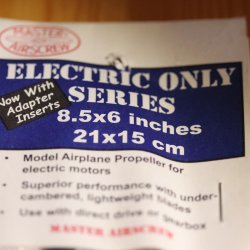 MASTER
AIRSCREW
ELECTRIC ONLY
SERIES
Now With
Adapter
Inserts
8.5x6 inches
21x15 cm
• Model Airplane Propeller for
electric motors
• Superior performance with under-
cambered, lightweight blades
• Use with direct drive or gearbox
MASTER AIRSCREW